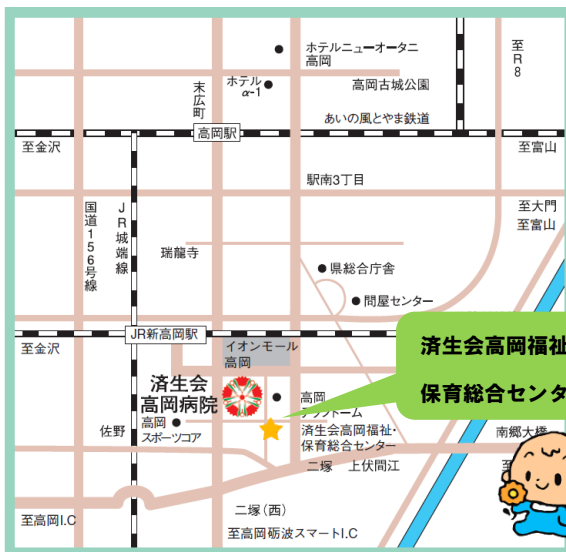 ホテルニューオータニ
高岡
至R8
末広町
ホテル
α-1
高岡古城公園
あいの風とやま鉄道
高岡駅
至金沢
至富山
駅南3丁目
国道156号線
JR城端線
至大門
至富山
瑞龍寺
県総合庁舎
問屋センター
JR新高岡駅
至金沢
イオンモール
高岡
済生会高岡福祉
保育総合センタ
済生会
高岡病院
高岡
テクノドーム
佐野
高岡
スポーツコア
済生会高岡福祉・
保育総合センター
南郷大橋
二塚
上伏間江
至
二塚(西)
至高岡I.C
至高岡砺波スマートI.C